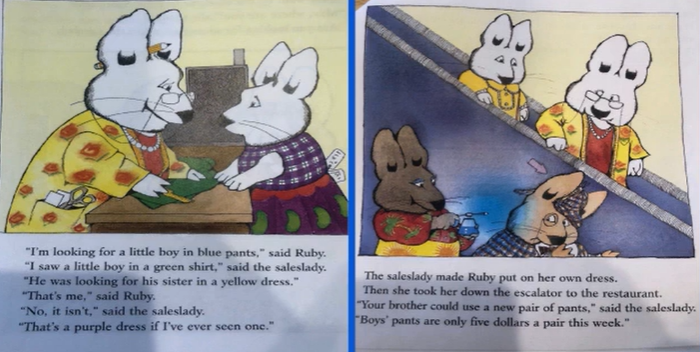 "I'm looking for a little boy in blue pants," said Ruby.
"I saw a little boy in a green shirt," said the saleslady.
"He was looking for his sister in a yellow dress."
"That's me," said Ruby.
"No, it isn't," said the saleslady.
"That's a purple dress if I've ever seen one."
The saleslady made Ruby put on her own dress.
Then she took her down the escalator to the restaurant.
"Your brother could use a new pair of pants," said the saleslady.
"Boys' pants are only five dollars a pair this week."